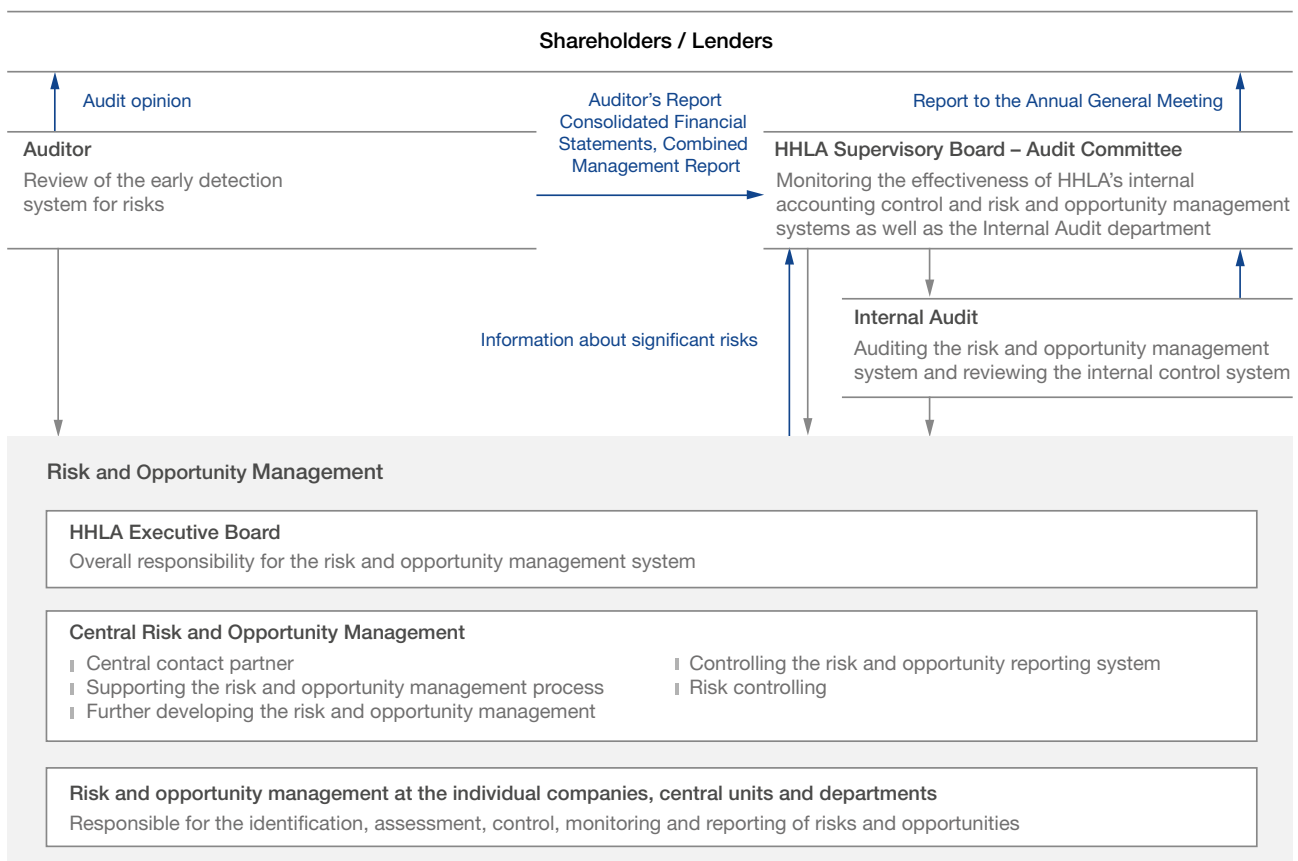 Shareholders / Lenders
Audit opinion
Auditor’s Report
Consolidated Financial
Statements, Combined
Management Report
Report to the Annual General Meeting
Auditor
Review of the early detection
system for risks
HHLA Supervisory Board – Audit Committee
Monitoring the effectiveness of HHLA’s internal
accounting control and risk and opportunity management
systems as well as the Internal Audit department
Information about significant risks
Internal Audit
Auditing the risk and opportunity management
system and reviewing the internal control system
Risk and Opportunity Management
HHLA Executive Board
Overall responsibility for the risk and opportunity management system
Central Risk and Opportunity Management
Central contact partner
Supporting the risk and opportunity management process
Further developing the risk and opportunity management
Controlling the risk and opportunity reporting system
Risk controlling
Risk and opportunity management at the individual companies, central units and departments
Responsible for the identification, assessment, control, monitoring and reporting of risks and opportunities